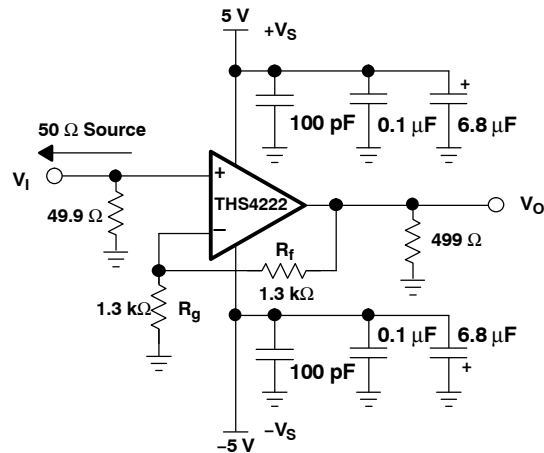 5 V
+VS
+
100 pF
0.1 µF
6.8 µF
50 Ω Source
VI
+
THS4222
VO
49.9 Ω
−
499 Ω
Rf
1.3 kΩ
1.3 kΩ
Rg
0.1 µF
6.8 µF
100 pF
+
−VS
−5 V